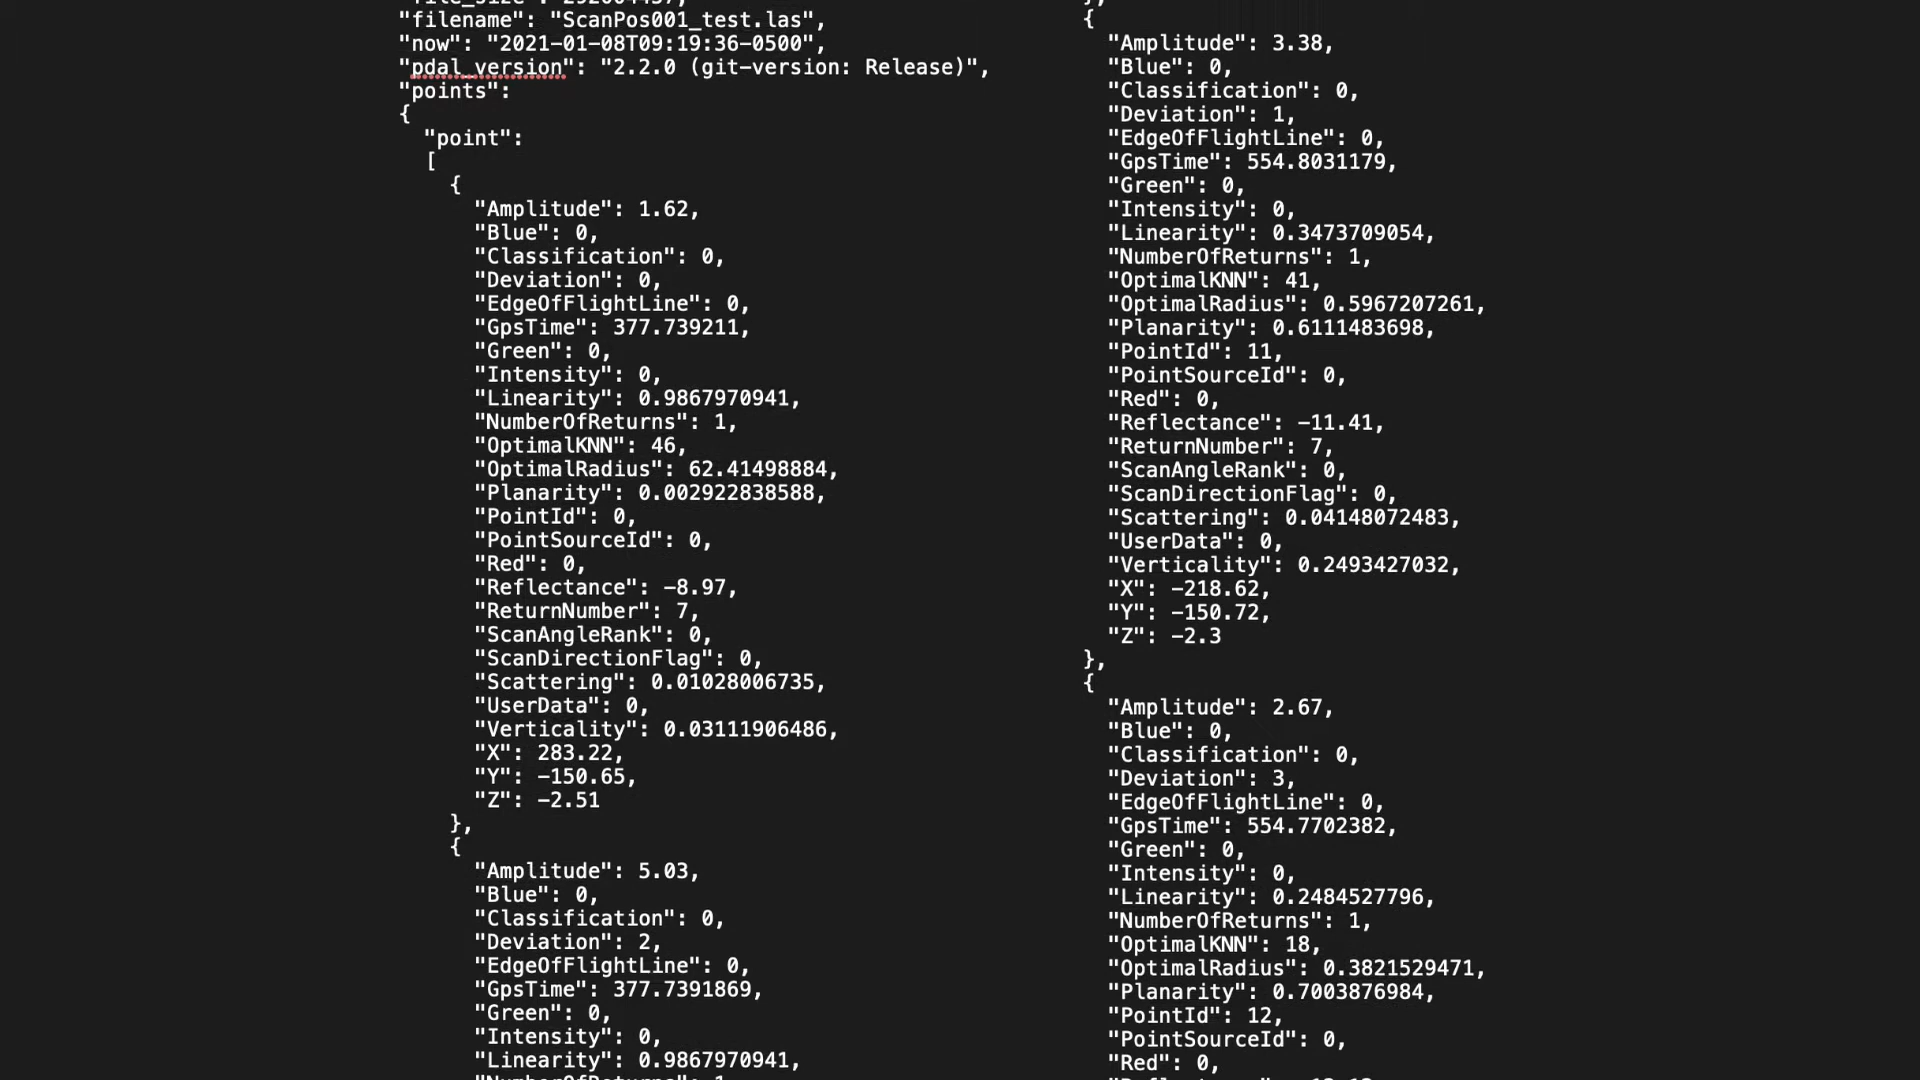 "filename": "ScanPos001_test.las",
"now": "2021-01-08T09:19:36-0500",
"pdal_version": "2.2.0 (git-version: Release)",
"points":
{
"point":
[
{
"Amplitude": 1.62,
"Blue": 0,
"Classification": 0,
"Deviation": 0,
"EdgeOfFlightLine": 0,
"GpsTime": 377.739211,
"Green": 0,
"Intensity": 0,
"Linearity": 0.9867970941,
"NumberOfReturns": 1,
"OptimalKNN": 46,
"OptimalRadius": 62.41498884,
"Planarity": 0.002922838588,
"PointId": 0,
"PointSourceId": 0,
"Red": 0,
"Reflectance": -8.97,
"ReturnNumber": 7,
"ScanAngleRank": 0,
"ScanDirectionFlag": 0,
"Scattering": 0.01028006735,
"UserData": 0,
"Verticality": 0.03111906486,
"X": 283.22,
"Y": -150.65,
"Z": -2.51
},
{
"Amplitude": 5.03,
"Blue": 0,
"Classification": 0,
"Deviation": 2,
"EdgeOfFlightLine": 0,
"GpsTime": 377.7391869,
"Green": 0,
"Intensity": 0,
"Linearity": 0.9867970941,
{
"Amplitude": 3.38,
"Blue": 0,
"Classification": 0,
"Deviation": 1,
"EdgeOfFlightLine": 0,
"GpsTime": 554.8031179,
"Green": 0,
"Intensity": 0,
"Linearity": 0.3473709054,
"NumberOfReturns": 1,
"OptimalKNN": 41,
"OptimalRadius": 0.5967207261,
"Planarity": 0.6111483698,
"PointId": 11,
"PointSourceId": 0,
"Red": 0,
"Reflectance": -11.41,
"ReturnNumber": 7,
"ScanAngleRank": 0,
"ScanDirectionFlag": 0,
"Scattering": 0.04148072483,
"UserData": 0,
"Verticality": 0.2493427032,
"X": -218.62,
"Y": -150.72,
"Z": -2.3
},
{
"Amplitude": 2.67,
"Blue": 0,
"Classification": 0,
"Deviation": 3,
"EdgeOfFlightLine": 0,
"GpsTime": 554.7702382,
"Green": 0,
"Intensity": 0,
"Linearity": 0.2484527796,
"NumberOfReturns": 1,
"OptimalKNN": 18,
"OptimalRadius": 0.3821529471,
"Planarity": 0.7003876984,
"PointId": 12,
"PointSourceId": 0,
"Red": 0,